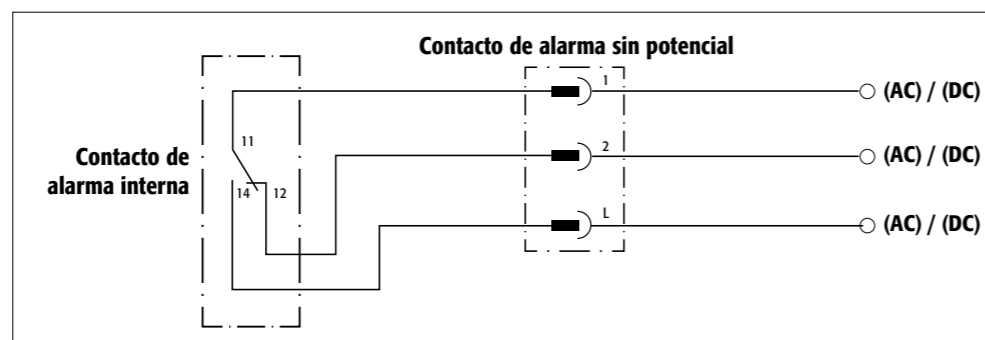 Contacto de alarma sin potencial
1
(AC) / (DC)
11
Contacto de
alarma interna
2
(AC) / (DC)
14
12
L
(AC) / (DC)